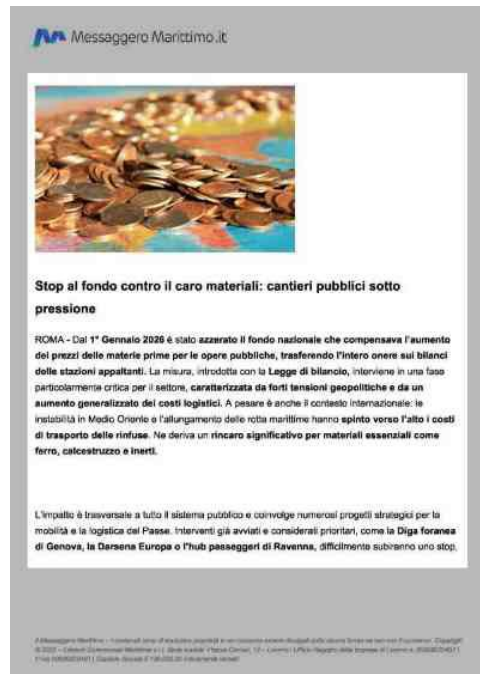 Messaggero Marittimo.it
Stop al fondo contro il caro materiali: cantieri pubblici sotto
pressione
ROMA - Dal 1° Gennaio 2026 è stato azzerato il fondo nazionale che compensava l'aumento
dei prezzi delle materie prime per le opere pubbliche, trasferendo l'intero onere sui bilanci
delle stazioni appaltanti. La misura, introdotta con la Legge di bilancio, interviene in una fase
particolarmente critica per il settore, caratterizzata da forti tensioni geopolitiche e da un
aumento generalizzato dei costi logistici. A pesare è anche il contesto internazionale: le
instabilità in Medio Oriente e l'allungamento delle rotte marittime hanno spinto verso l'alto i costi
di trasporto delle rinfuse. Ne deriva un rincaro significativo per materiali essenziali come
ferro, calcestruzzo e inerti.
L'impatto è trasversale a tutto il sistema pubblico e coinvolge numerosi progetti strategici per la
mobilità e la logistica del Paese. Interventi già avviati e considerati prioritari, come la Diga foranea
di Genova, la Darsena Europa o l'hub passeggeri di Ravenna, difficilmente subiranno uno stop,